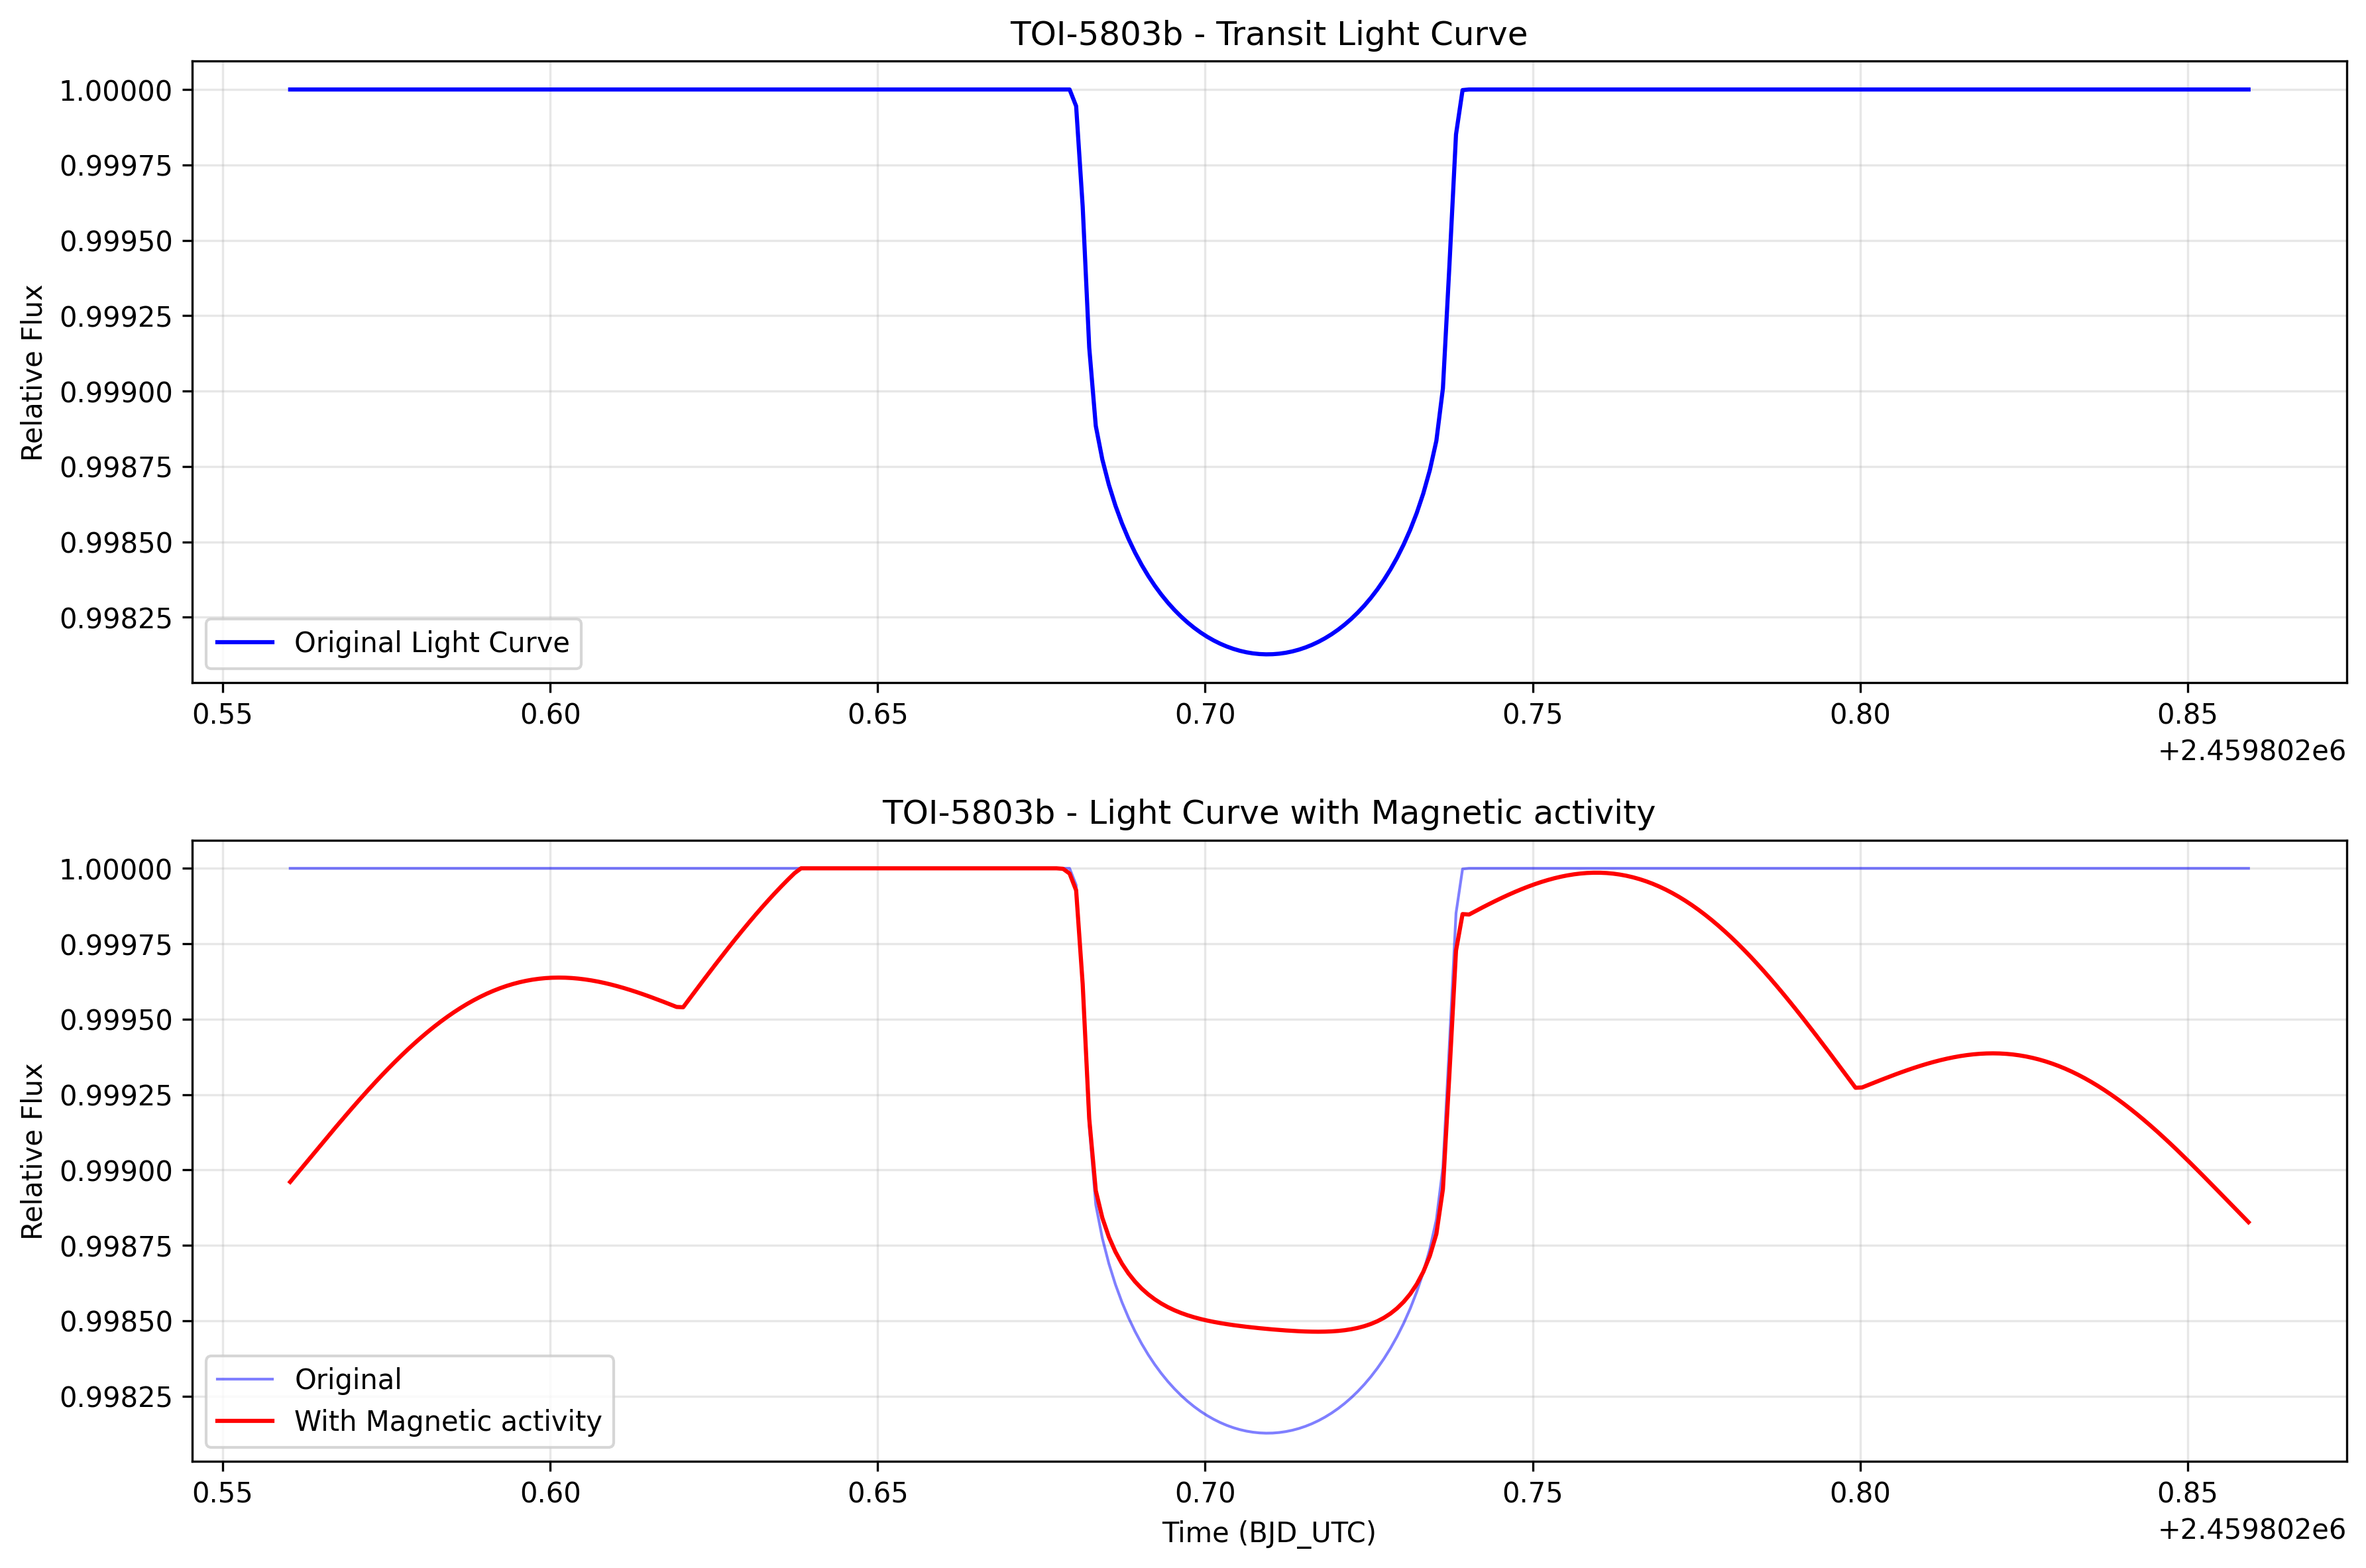 TOI-5803b - Transit Light Curve
Relative Flux
1.00000
0.99975
0.99950
0.99925
0.99900
0.99875
0.99850
0.99825
Original Light Curve
0.55 0.60 0.65 0.70 0.75 0.80 0.85
+2.459802e6
TOI-5803b - Light Curve with Magnetic activity
Relative Flux
1.00000
0.99975
0.99950
0.99925
0.99900
0.99875
0.99850
0.99825
Original
With Magnetic activity
0.55 0.60 0.65 0.70 0.75 0.80 0.85
Time (BJD_UTC)
+2.459802e6